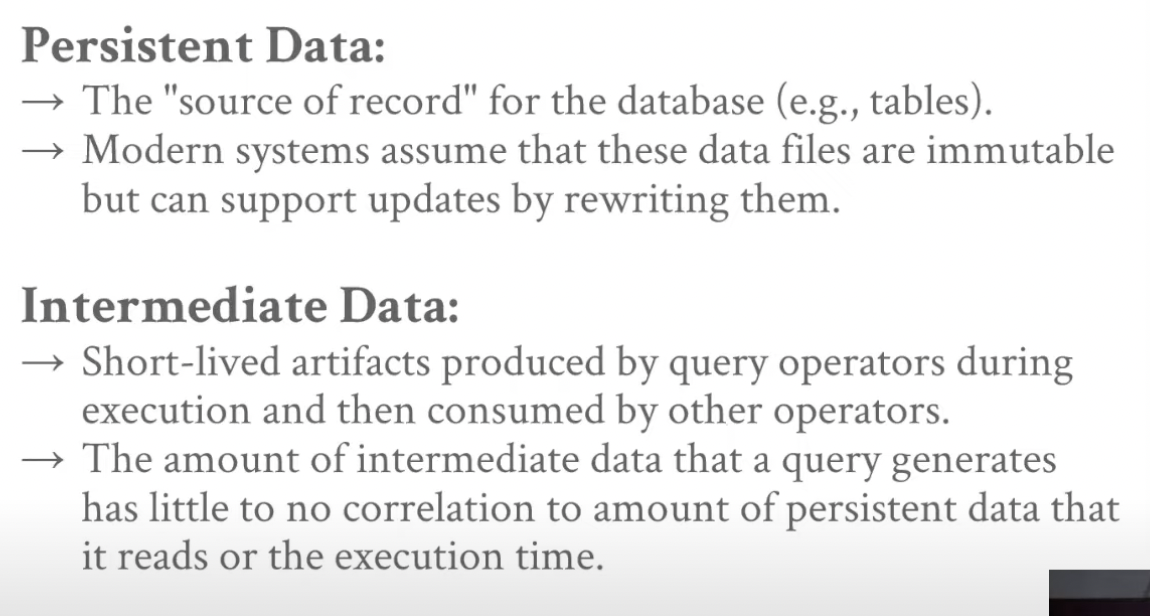 Persistent Data:
→ The "source of record" for the database (e.g., tables).
→ Modern systems assume that these data files are immutable
but can support updates by rewriting them.
Intermediate Data:
→ Short-lived artifacts produced by query operators during
execution and then consumed by other operators.
→ The amount of intermediate data that a query generates
has little to no correlation to amount of persistent data that
it reads or the execution time.